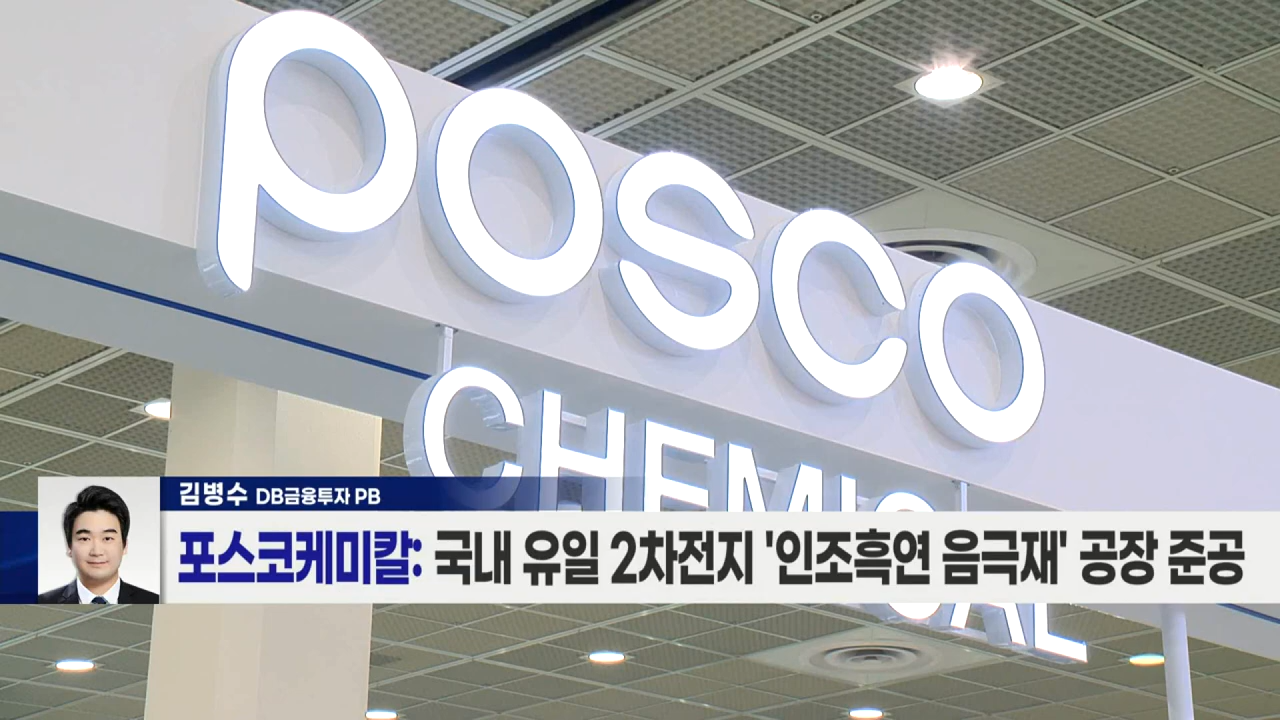 posco
CHEMICAL
김병수 DB금융투자 PB
포스코케미칼: 국내 유일 2차전지 '인조흑연 음극재' 공장 준공